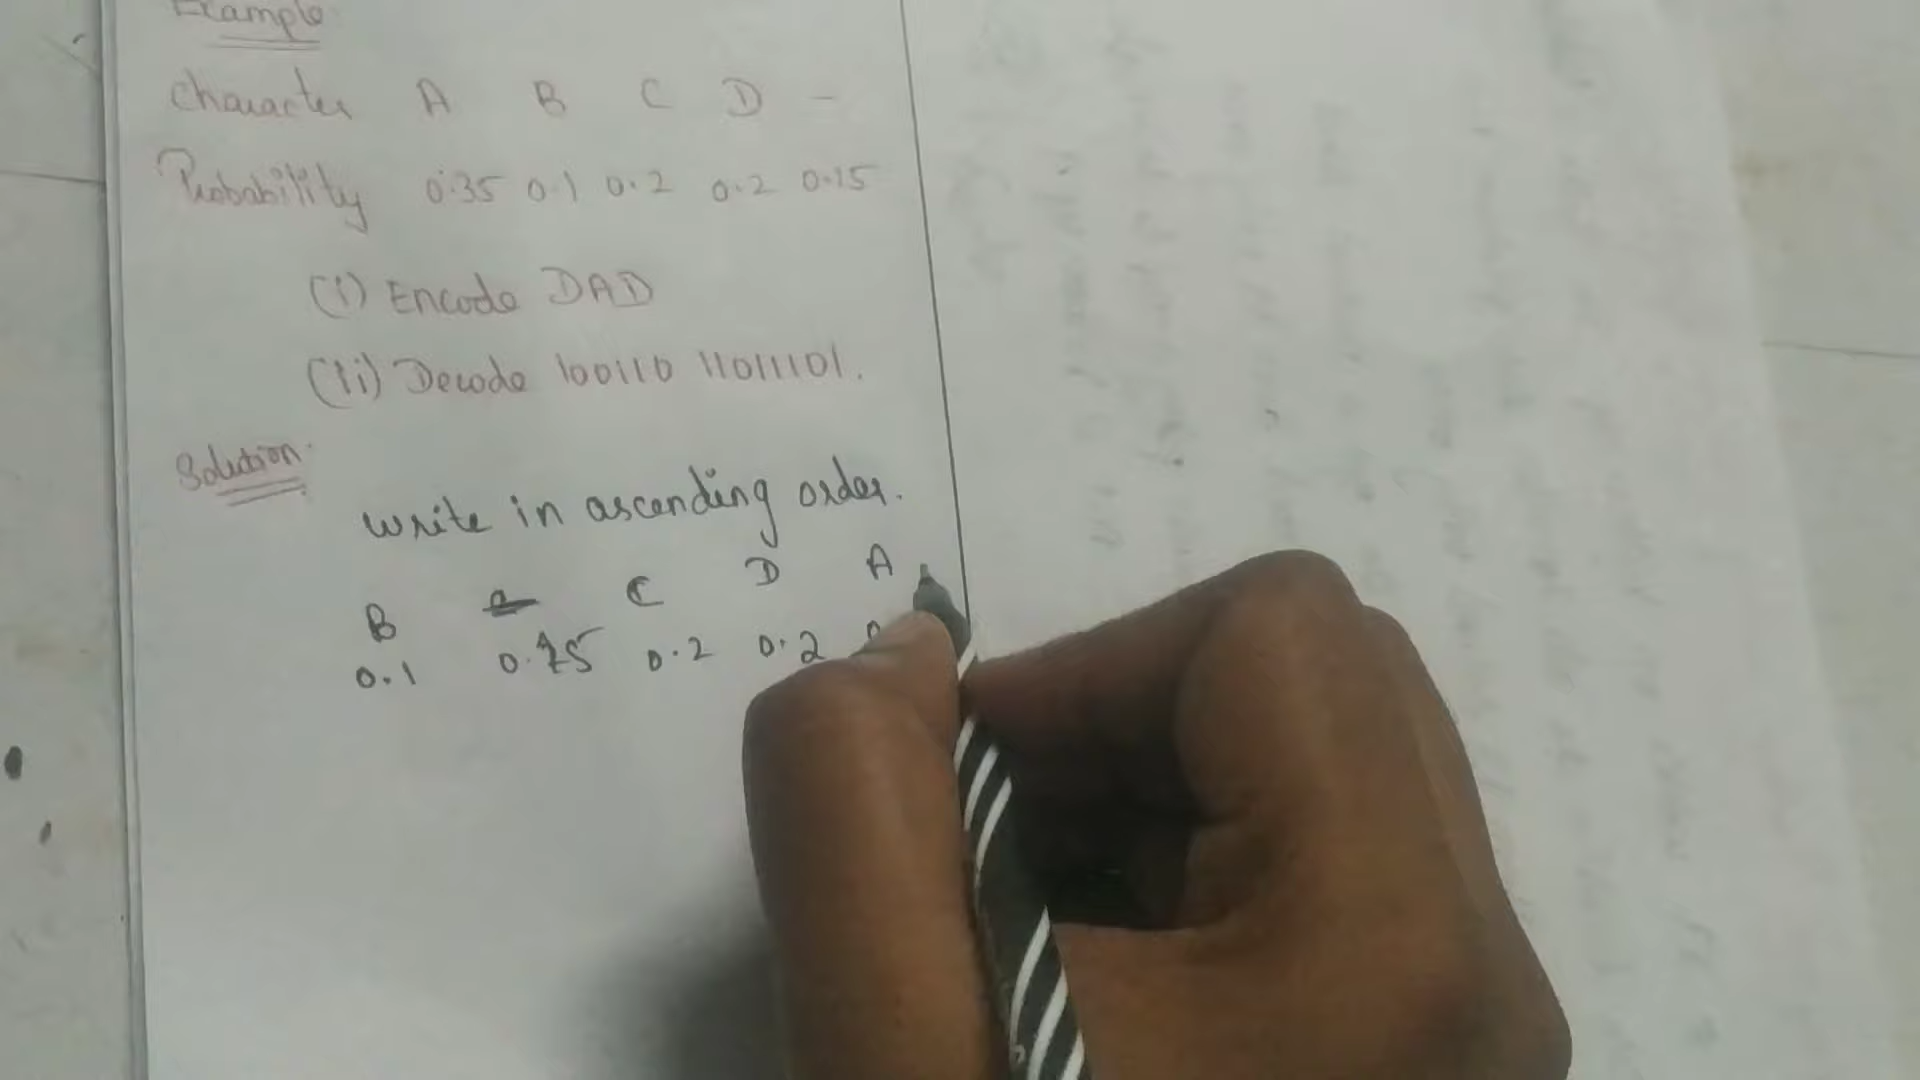 Example
Character A B C D -
Probability 0.35 0.1 0.2 0.2 0.15
(i) Encode DAD
(ii) Decode 100110 11011101.
Solution.
write in ascending order.
B - C D A
0.1 0.15 0.2 0.2